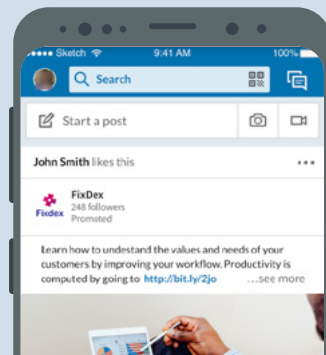 Sketch 9:41 AM 100%
Search
Start a post
John Smith likes this
FixDex
248 followers
Promoted
Fixdex
Learn how to undestand the values and needs of your
customers by improving your workflow. Productivity is
computed by going to http://bit.ly/2jo ...see more